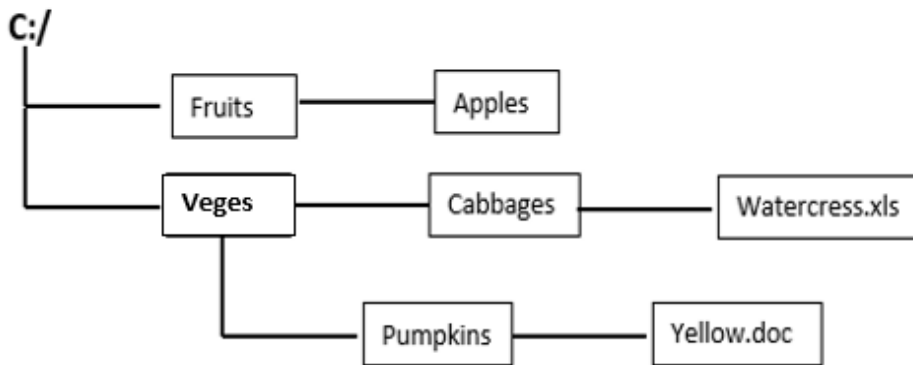 C:/
Fruits
Apples
Veges
Cabbages
Watercress.xls
Pumpkins
Yellow.doc